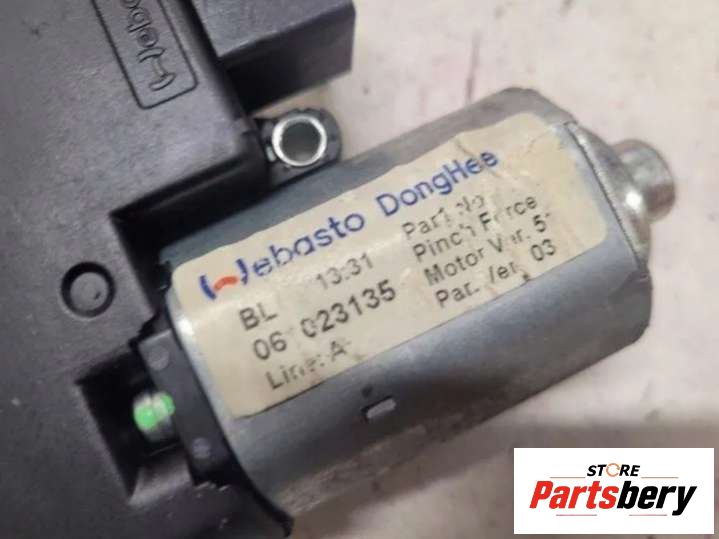 Webasto
Webasto DongHee
BL 13:31 Part No
06 023135 Pinch Force
Line: A Motor Ver. 5
Par. Ver. 03
STORE
Partsbery